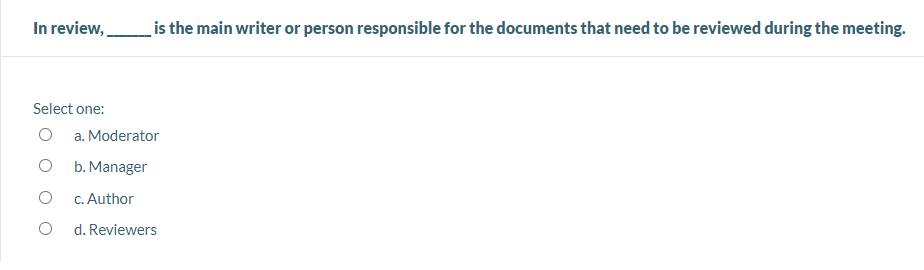 In review, ______ is the main writer or person responsible for the documents that need to be reviewed during the meeting.
Select one:
a. Moderator
b. Manager
c. Author
d. Reviewers